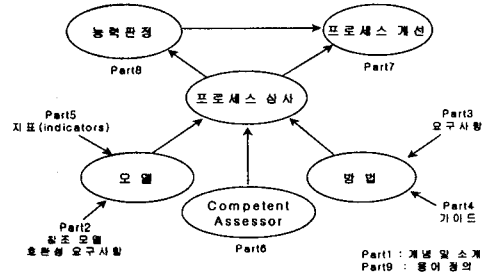 능력판정
프로세스 개선
Part8
Part7
프로세스 심사
Part5
지표(indicators)
Part3
요구사항
모델
방법
Competent
Assessor
Part2
참조 모델
호환성 요구사항
Part4
가이드
Part6
Part1 : 개념 및 소개
Part9 : 용어 정의